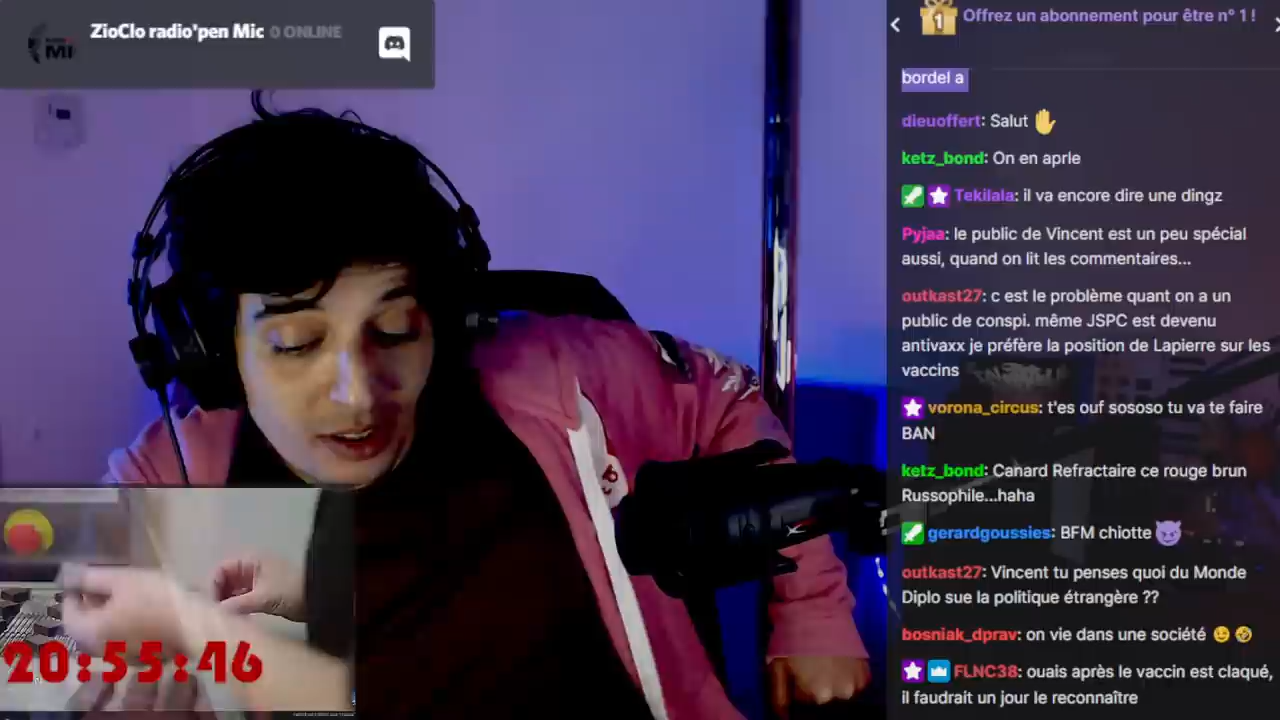 ZioClo radio'pen Mic 0 ONLINE
MI
20:55:46
1
Offrez un abonnement pour être n° 1 !
bordel a
dieuoffert: Salut ✋
ketz_bond: On en aprle
Tekilala: il va encore dire une dingz
Pyjaa: le public de Vincent est un peu spécial
aussi, quand on lit les commentaires...
outkast27: c est le problème quant on a un
public de conspi. même JSPC est devenu
antivaxx je préfère la position de Lapierre sur les
vaccins
vorona_circus: t'es ouf sososo tu va te faire
BAN
ketz_bond: Canard Refractaire ce rouge brun
Russophile...haha
gerardgoussies: BFM chiotte 😈
outkast27: Vincent tu penses quoi du Monde
Diplo sue la politique étrangère ??
bosniak_dprav: on vie dans une société 😉 🤣
FLNC38: ouais après le vaccin est claqué,
il faudrait un jour le reconnaître